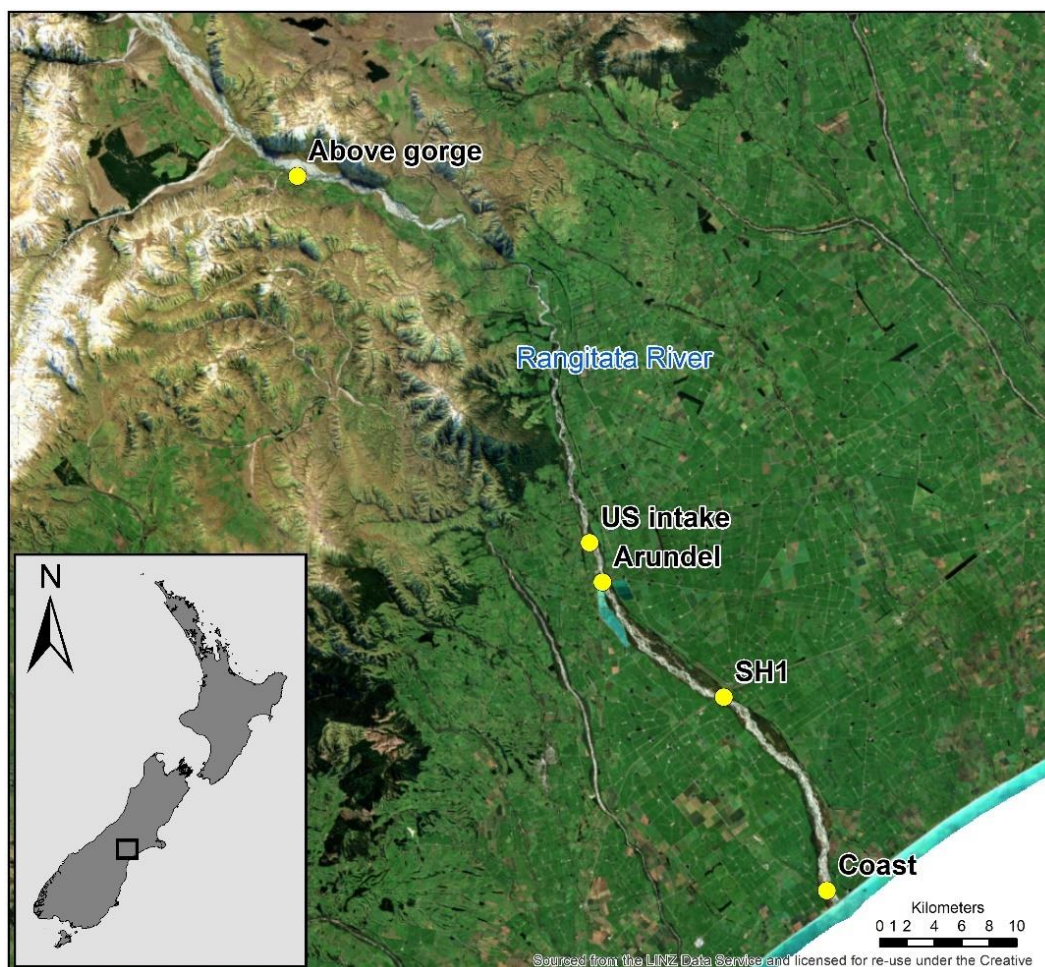 Above gorge
Rangitata River
US intake
Arundel
SH1
Coast
N
Kilometers
0 1 2 4 6 8 10
Sourced from the LINZ Data Service and licensed for re-use under the Creative